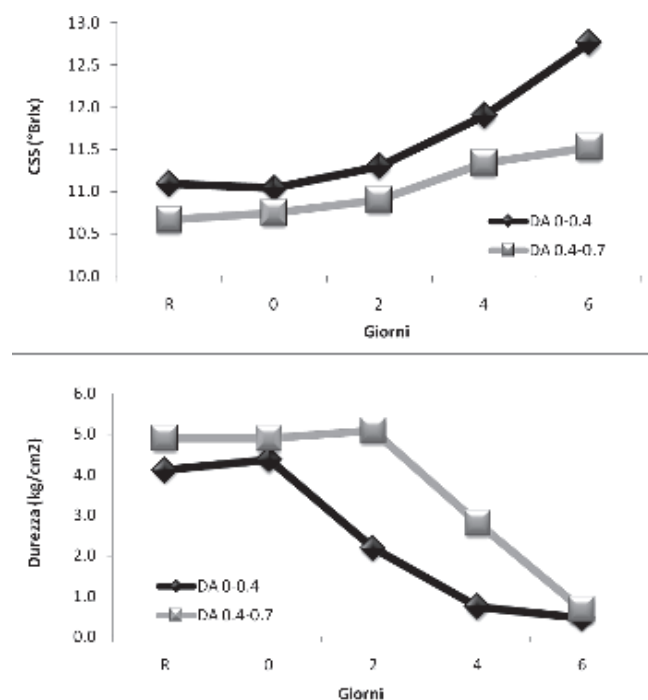 13.0
12.5
12.0
11.5
11.0
10.5
10.0
CSS (°Brix)
DA 0-0.4
DA 0.4-0.7
R 0 2 4 6
Giorni
6.0
5.0
4.0
3.0
2.0
1.0
0.0
Durezza (kg/cm2)
DA 0-0.4
DA 0.4-0.7
R 0 2 4 6
Giorni